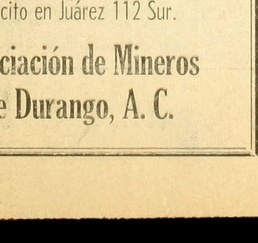 cito en Juárez 112 Sur.
ciación de Mineros
e Durango, A. C.